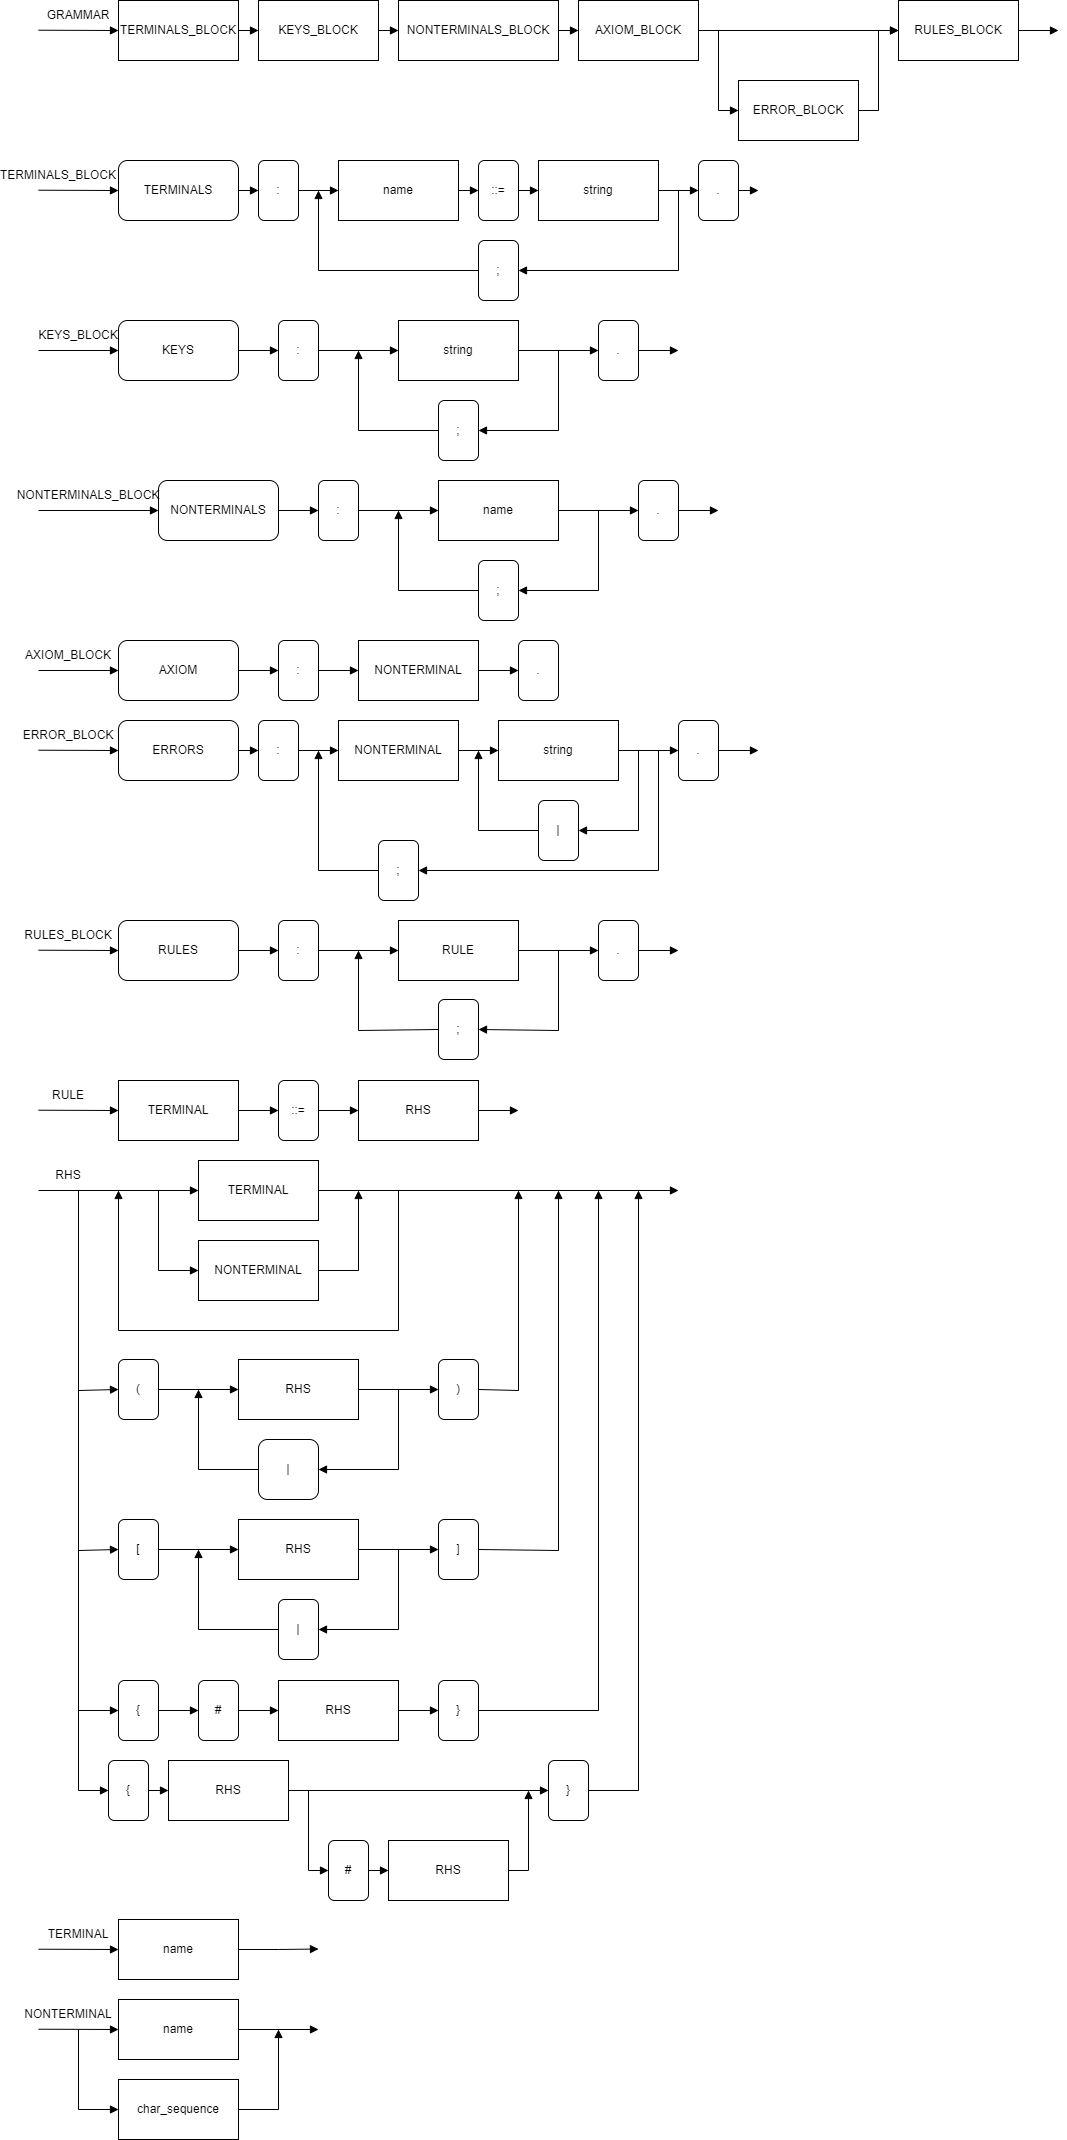 GRAMMAR
TERMINALS_BLOCK KEYS_BLOCK NONTERMINALS_BLOCK AXIOM_BLOCK RULES_BLOCK
ERROR_BLOCK
TERMINALS_BLOCK
TERMINALS : name ::= string .
;
KEYS_BLOCK
KEYS : string .
;
NONTERMINALS_BLOCK
NONTERMINALS : name .
;
AXIOM_BLOCK
AXIOM : NONTERMINAL .
ERROR_BLOCK
ERRORS : NONTERMINAL string .
|
;
RULES_BLOCK
RULES : RULE .
;
RULE
TERMINAL ::= RHS
RHS
TERMINAL
NONTERMINAL
( RHS )
|
[ RHS ]
|
{ # RHS }
{ RHS }
# RHS
TERMINAL
name
NONTERMINAL
name
char_sequence